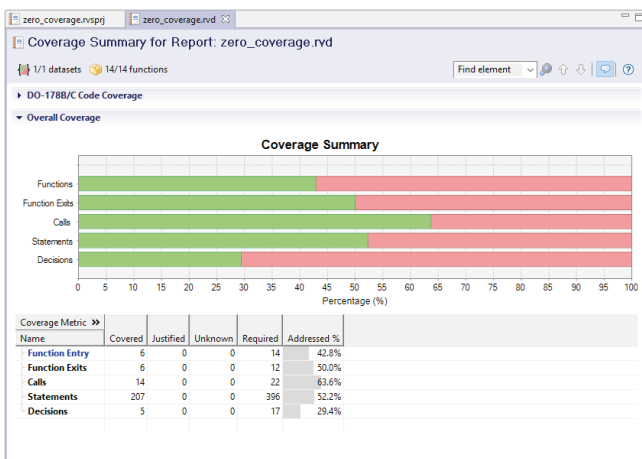 zero_coverage.rvsprj zero_coverage.rvd
Coverage Summary for Report: zero_coverage.rvd
1/1 datasets 14/14 functions Find element
DO-178B/C Code Coverage
Overall Coverage
Coverage Summary
Functions
Function Exits
Calls
Statements
Decisions
0 5 10 15 20 25 30 35 40 45 50 55 60 65 70 75 80 85 90 95 100
Percentage (%)
Coverage Metric
Name Covered Justified Unknown Required Addressed %
Function Entry 6 0 0 14 42.8%
Function Exits 6 0 0 12 50.0%
Calls 14 0 0 22 63.6%
Statements 207 0 0 396 52.2%
Decisions 5 0 0 17 29.4%